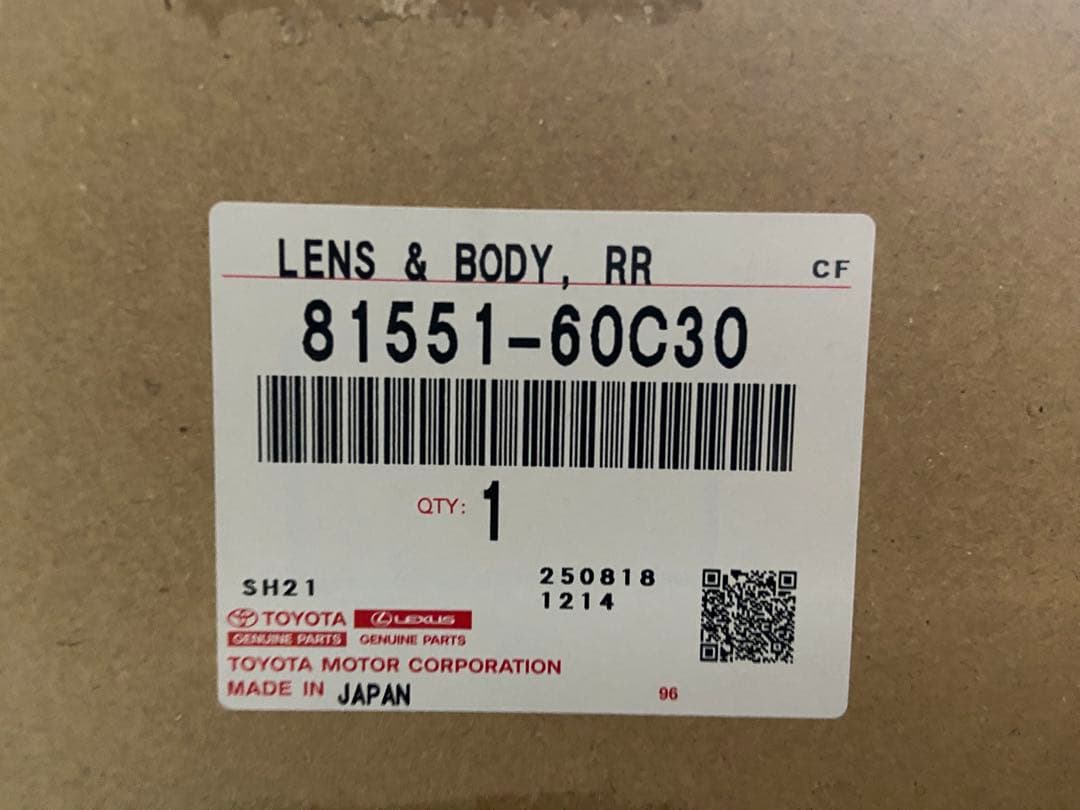 LENS & BODY, RR CF
81551-60C30
QTY: 1
SH21
250818
1214
TOYOTA LEXUS
GENUINE PARTS GENUINE PARTS
TOYOTA MOTOR CORPORATION
MADE IN JAPAN
96